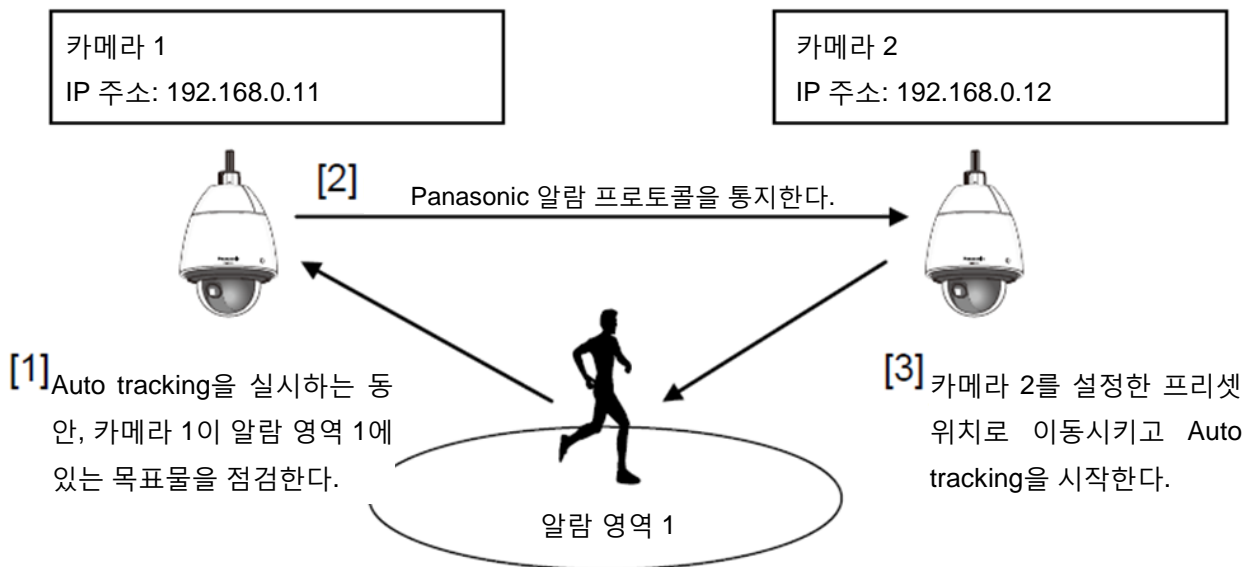 카메라 1
IP 주소: 192.168.0.11
카메라 2
IP 주소: 192.168.0.12
[2]
Panasonic 알람 프로토콜을 통지한다.
[1]
Auto tracking을 실시하는 동
안, 카메라 1이 알람 영역 1에
있는 목표물을 점검한다.
[3]
카메라 2를 설정한 프리셋
위치로 이동시키고 Auto
tracking을 시작한다.
알람 영역 1